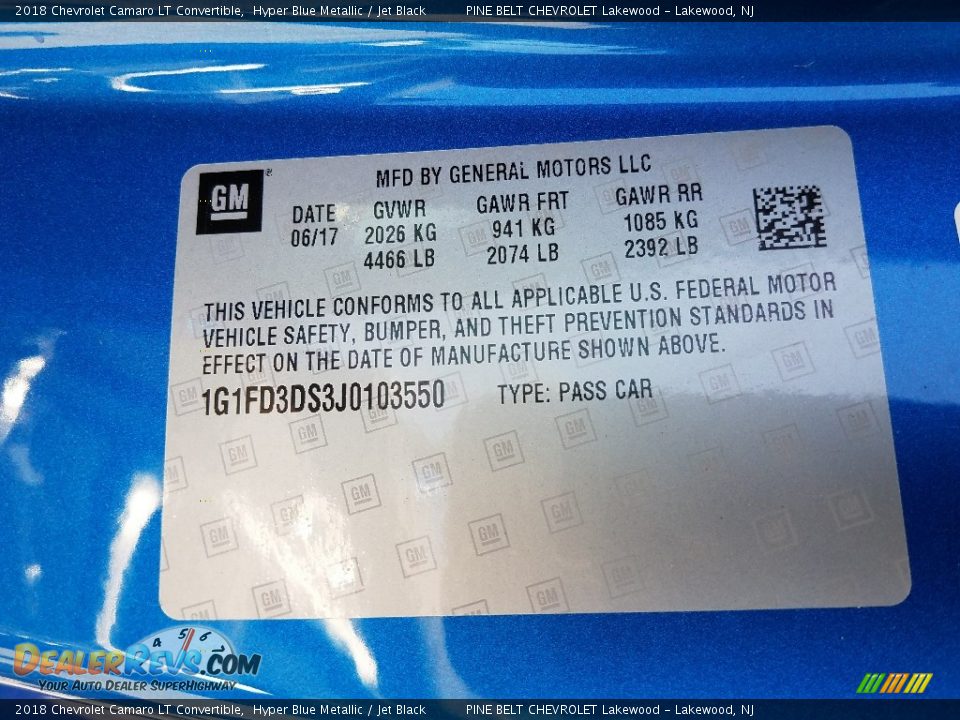 2018 Chevrolet Camaro LT Convertible, Hyper Blue Metallic / Jet Black PINE BELT CHEVROLET Lakewood - Lakewood, NJ
GM
MFD BY GENERAL MOTORS LLC
DATE GVWR GAWR FRT GAWR RR
06/17 2026 KG 941 KG 1085 KG
4466 LB 2074 LB 2392 LB
THIS VEHICLE CONFORMS TO ALL APPLICABLE U.S. FEDERAL MOTOR
VEHICLE SAFETY, BUMPER, AND THEFT PREVENTION STANDARDS IN
EFFECT ON THE DATE OF MANUFACTURE SHOWN ABOVE.
1G1FD3DS3J0103550 TYPE: PASS CAR
4 5 6
DEALERREVS.COM
YOUR AUTO DEALER SUPERHIGHWAY
2018 Chevrolet Camaro LT Convertible, Hyper Blue Metallic / Jet Black PINE BELT CHEVROLET Lakewood - Lakewood, NJ